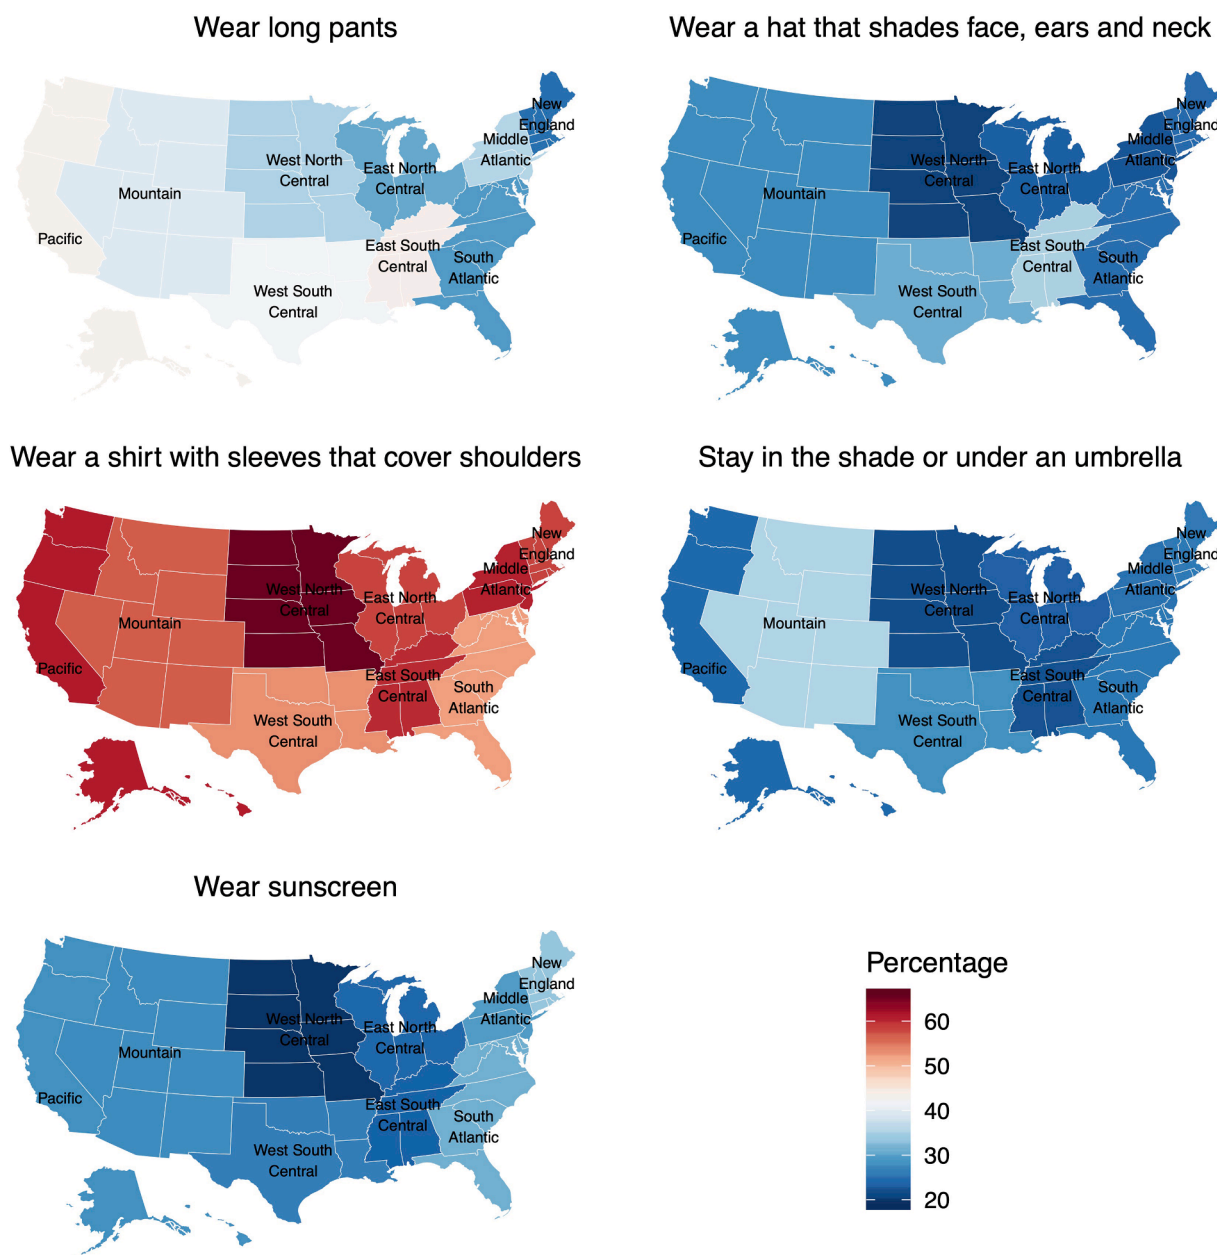 Wear long pants
New
England
Middle
Atlantic
West North
Central
East North
Central
Mountain
Pacific
East South
Central
South
Atlantic
West South
Central
Wear a hat that shades face, ears and neck
New
England
Middle
Atlantic
West North
Central
East North
Central
Mountain
Pacific
East South
Central
South
Atlantic
West South
Central
Wear a shirt with sleeves that cover shoulders
New
England
Middle
Atlantic
West North
Central
East North
Central
Mountain
Pacific
East South
Central
South
Atlantic
West South
Central
Stay in the shade or under an umbrella
New
England
Middle
Atlantic
West North
Central
East North
Central
Mountain
Pacific
East South
Central
South
Atlantic
West South
Central
Wear sunscreen
New
England
Middle
Atlantic
West North
Central
East North
Central
Mountain
Pacific
East South
Central
South
Atlantic
West South
Central
Percentage
60
50
40
30
20